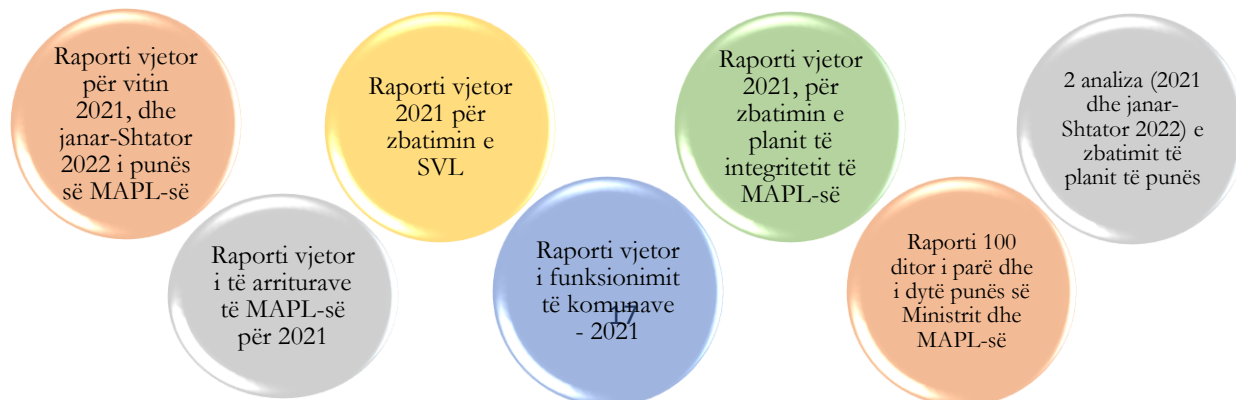 Raporti vjetor
për vitin
2021, dhe
janar-Shtator
2022 i punës
së MAPL-së
Raporti vjetor
i të arriturave
të MAPL-së
për 2021
Raporti vjetor
2021 për
zbatimin e
SVL
Raporti vjetor
i funksionimit
të komunave
- 2021
17
Raporti vjetor
2021, për
zbatimin e
planit të
integritetit të
MAPL-së
Raporti 100
ditor i parë dhe
i dytë punës së
Ministrit dhe
MAPL-së
2 analiza (2021
dhe janar-
Shtator 2022) e
zbatimit të
planit të punës